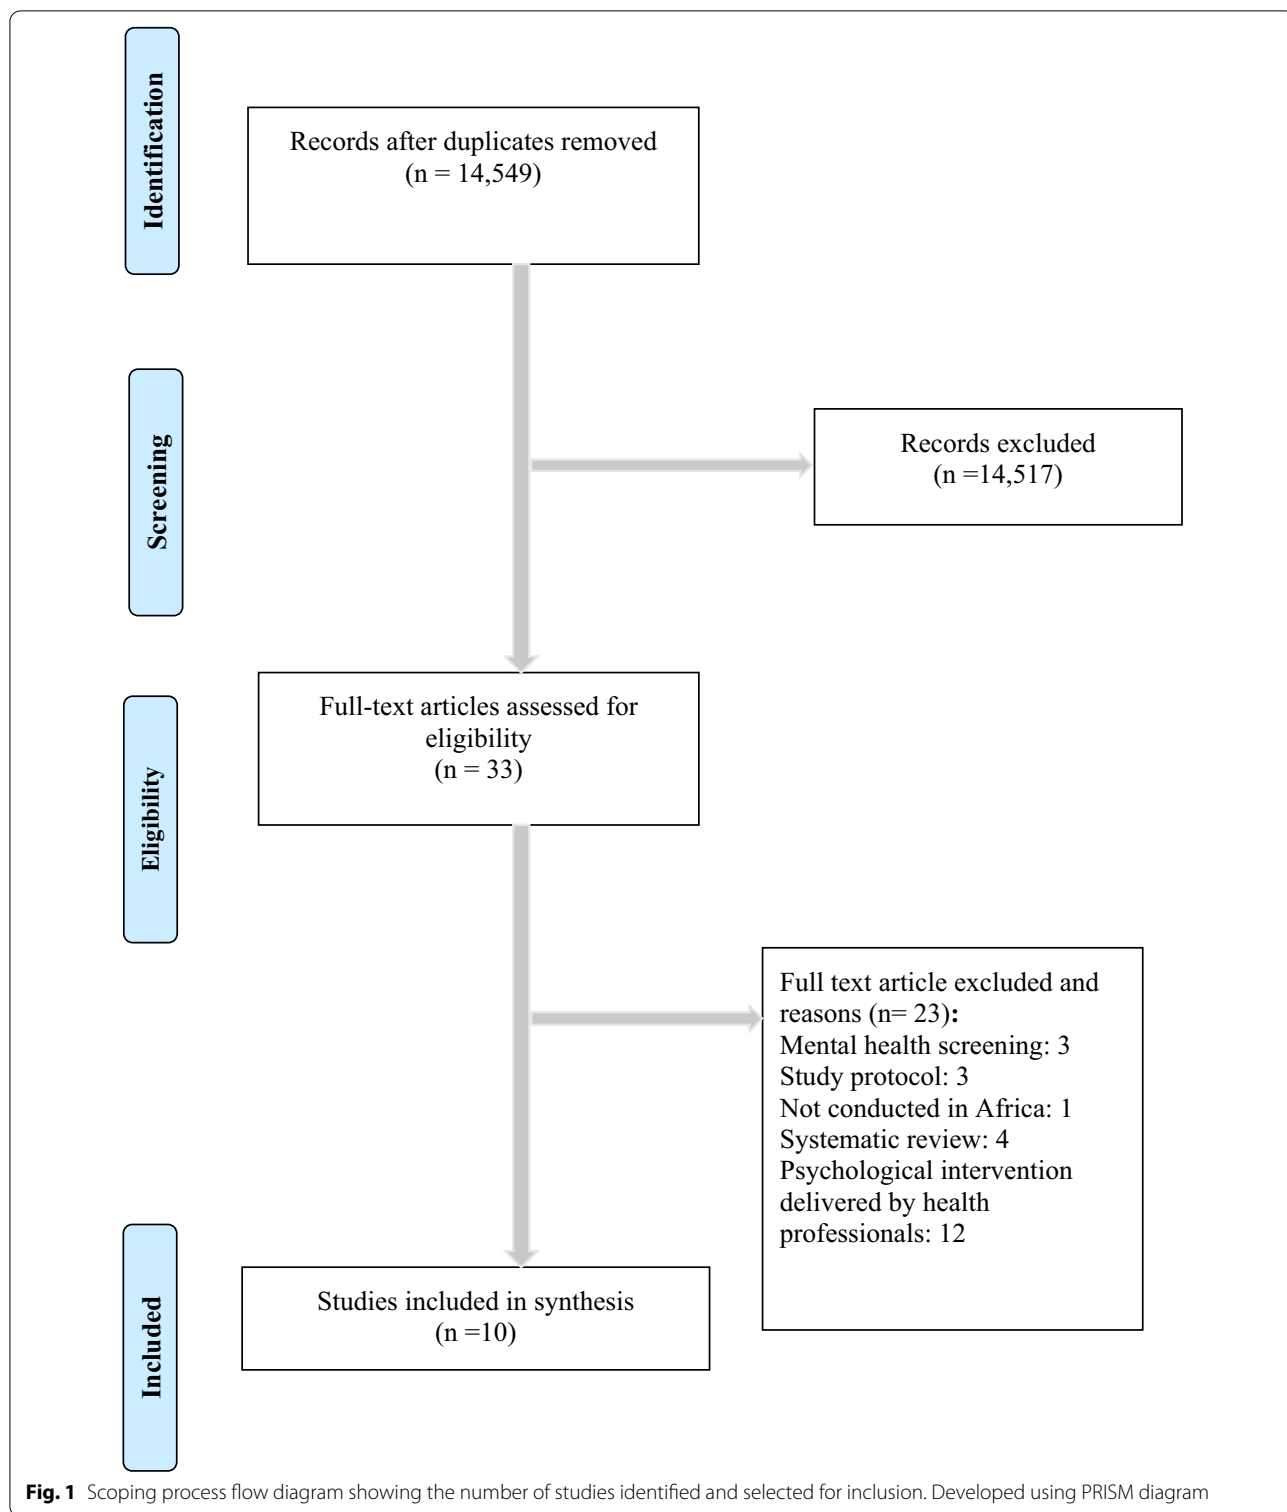 Identification
Records after duplicates removed
(n = 14,549)
Screening
Records excluded
(n =14,517)
Eligibility
Full-text articles assessed for
eligibility
(n = 33)
Full text article excluded and
reasons (n= 23):
Mental health screening: 3
Study protocol: 3
Not conducted in Africa: 1
Systematic review: 4
Psychological intervention
delivered by health
professionals: 12
Included
Studies included in synthesis
(n =10)
Fig. 1 Scoping process flow diagram showing the number of studies identified and selected for inclusion. Developed using PRISM diagram